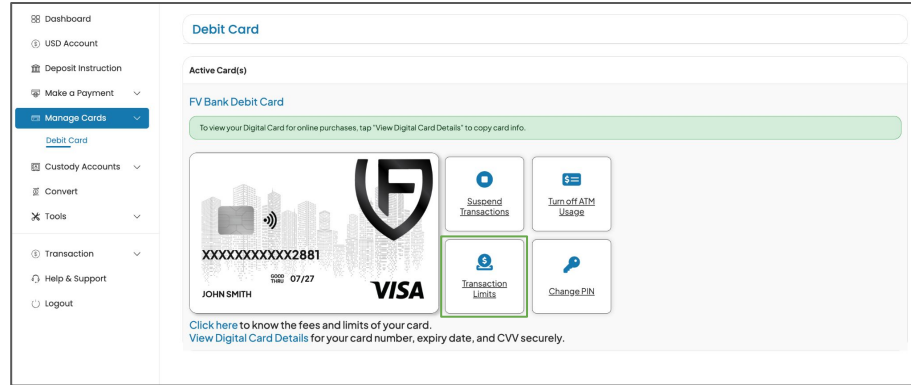 Dashboard
USD Account
Deposit Instruction
Make a Payment
Manage Cards
Debit Card
Custody Accounts
Convert
Tools
Transaction
Help & Support
Logout
Debit Card
Active Card(s)
FV Bank Debit Card
To view your Digital Card for online purchases, tap "View Digital Card Details" to copy card info.
XXXXXXXXXXXX2881
GOOD
THRU 07/27
JOHN SMITH
VISA
Suspend
Transactions
Turn off ATM
Usage
Transaction
Limits
Change PIN
Click here to know the fees and limits of your card.
View Digital Card Details for your card number, expiry date, and CVV securely.